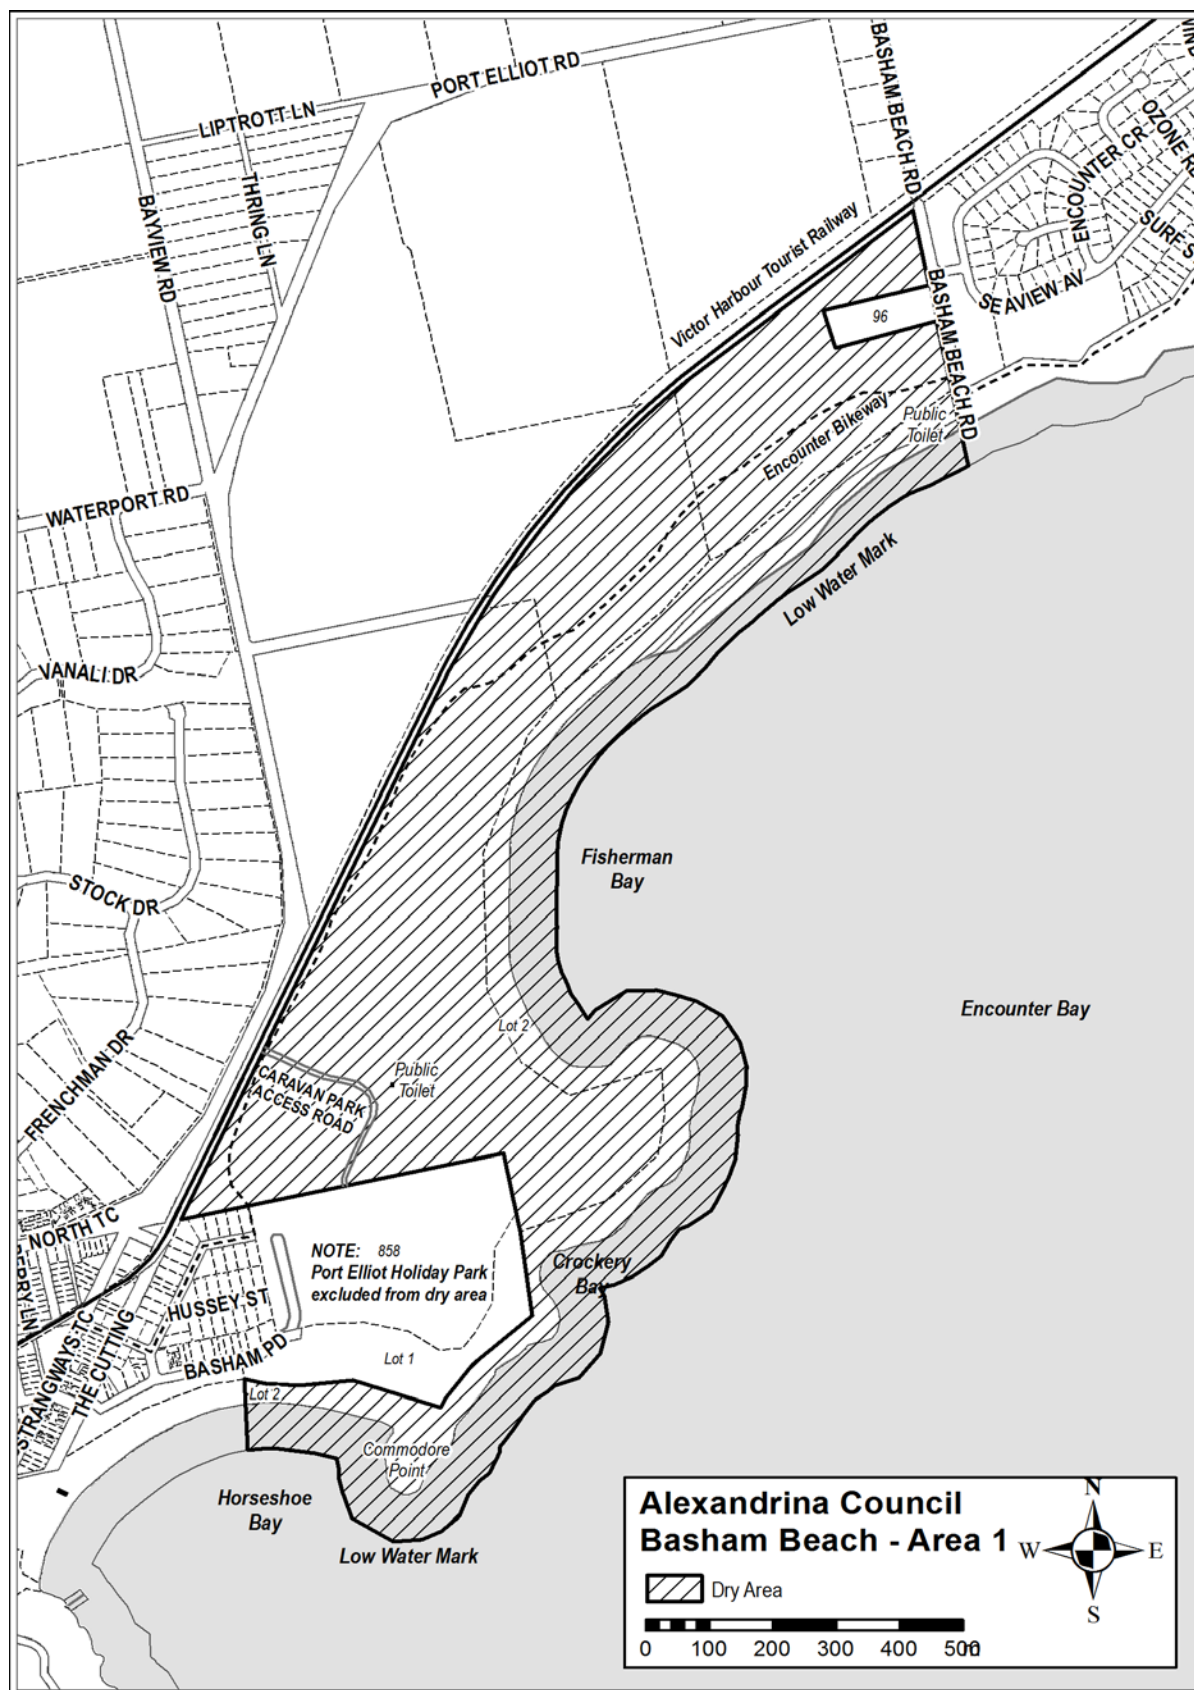 PORT ELLIOT RD
BASHAM BEACH RD
LIPTROTT LN
THRING LN
BAYVIEW RD
OZONE R
ENCOUNTER CR
SURF S
SEAVIEW AV
Victor Harbour Tourist Railway
BASHAM BEACH RD
96
Encounter Bikeway
Public
Toilet
WATERPORT RD
Low Water Mark
VANALI DR
Fisherman
Bay
STOCK DR
Encounter Bay
Lot 2
FRENCHMAN DR
Public
Toilet
CARAVAN PARK
ACCESS ROAD
NORTH TC
NOTE: 858
Port Elliot Holiday Park
excluded from dry area
Crockery
Bay
HUSSEY ST
BASHAM PD
STRANGWAYS TC
THE CUTTING
Lot 1
Lot 2
Commodore
Point
Horseshoe
Bay
Low Water Mark
Alexandrina Council
Basham Beach - Area 1
N
W
E
S
Dry Area
0 100 200 300 400 500
m